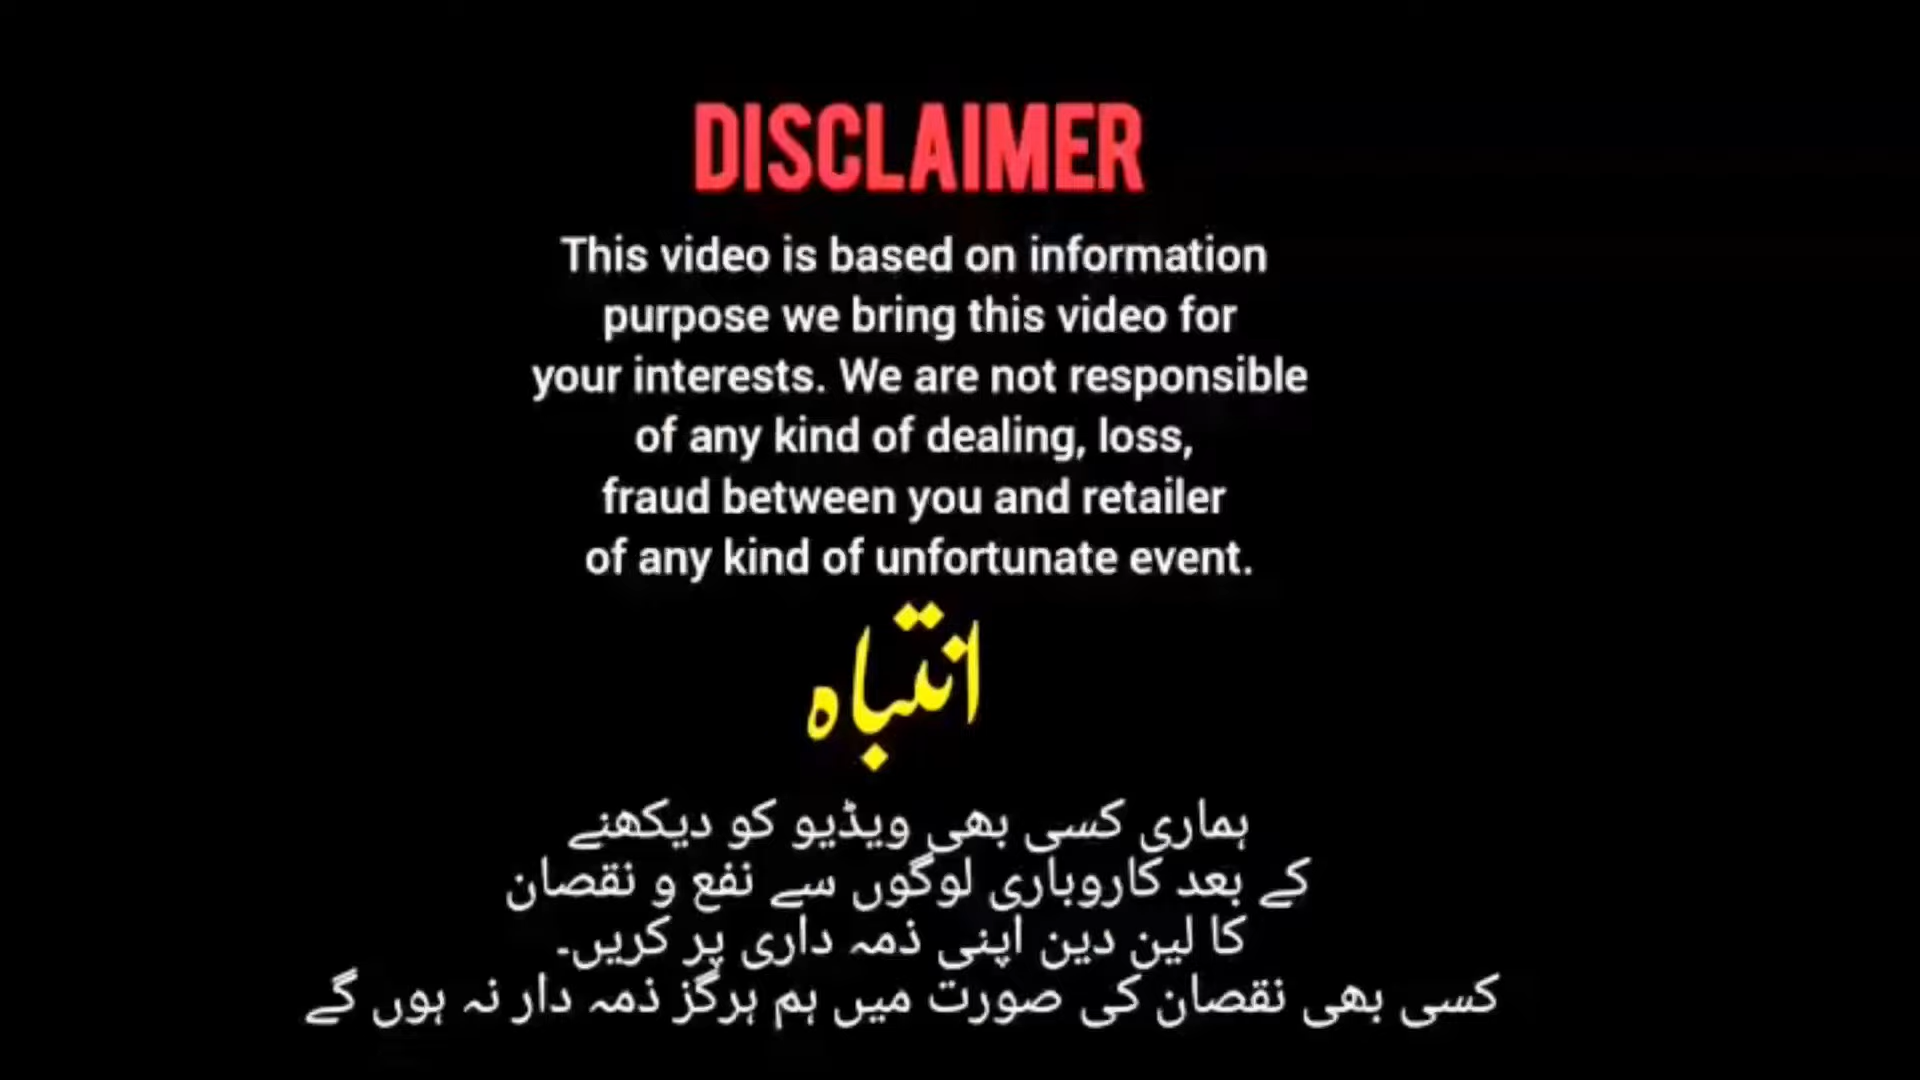 DISCLAIMER
This video is based on information
purpose we bring this video for
your interests. We are not responsible
of any kind of dealing, loss,
fraud between you and retailer
of any kind of unfortunate event.
انتباہ
ہماری کسی بھی ویڈیو کو دیکھنے
کے بعد کاروباری لوگوں سے نفع و نقصان
کا لین دین اپنی ذمہ داری پر کریں۔
کسی بھی نقصان کی صورت میں ہم ہرگز ذمہ دار نہ ہوں گے